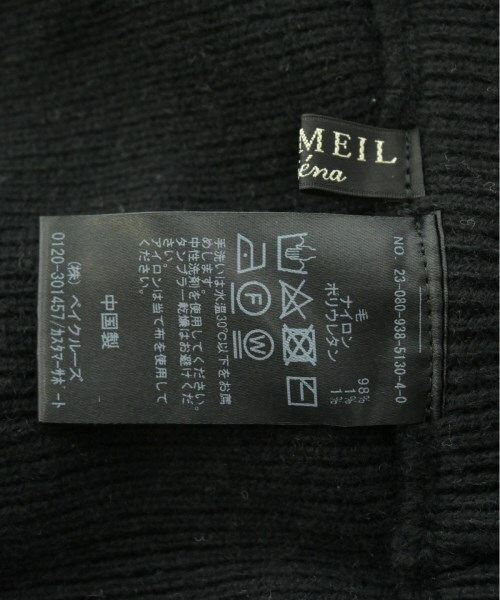 MEIL
éna
NO. 20-080-938-5130-4-0
毛 98%
ナイロン 1%
ポリウレタン 1%
F
W
手洗いは水温30℃以下をお薦
めします。
中性洗剤を使用してください。
タンブラー乾燥はお避けくだ
さい。
アイロンは当て布を使用して
ください。
中国製
(株) ベイクルーズ
0120-301457/カスタマーサポート